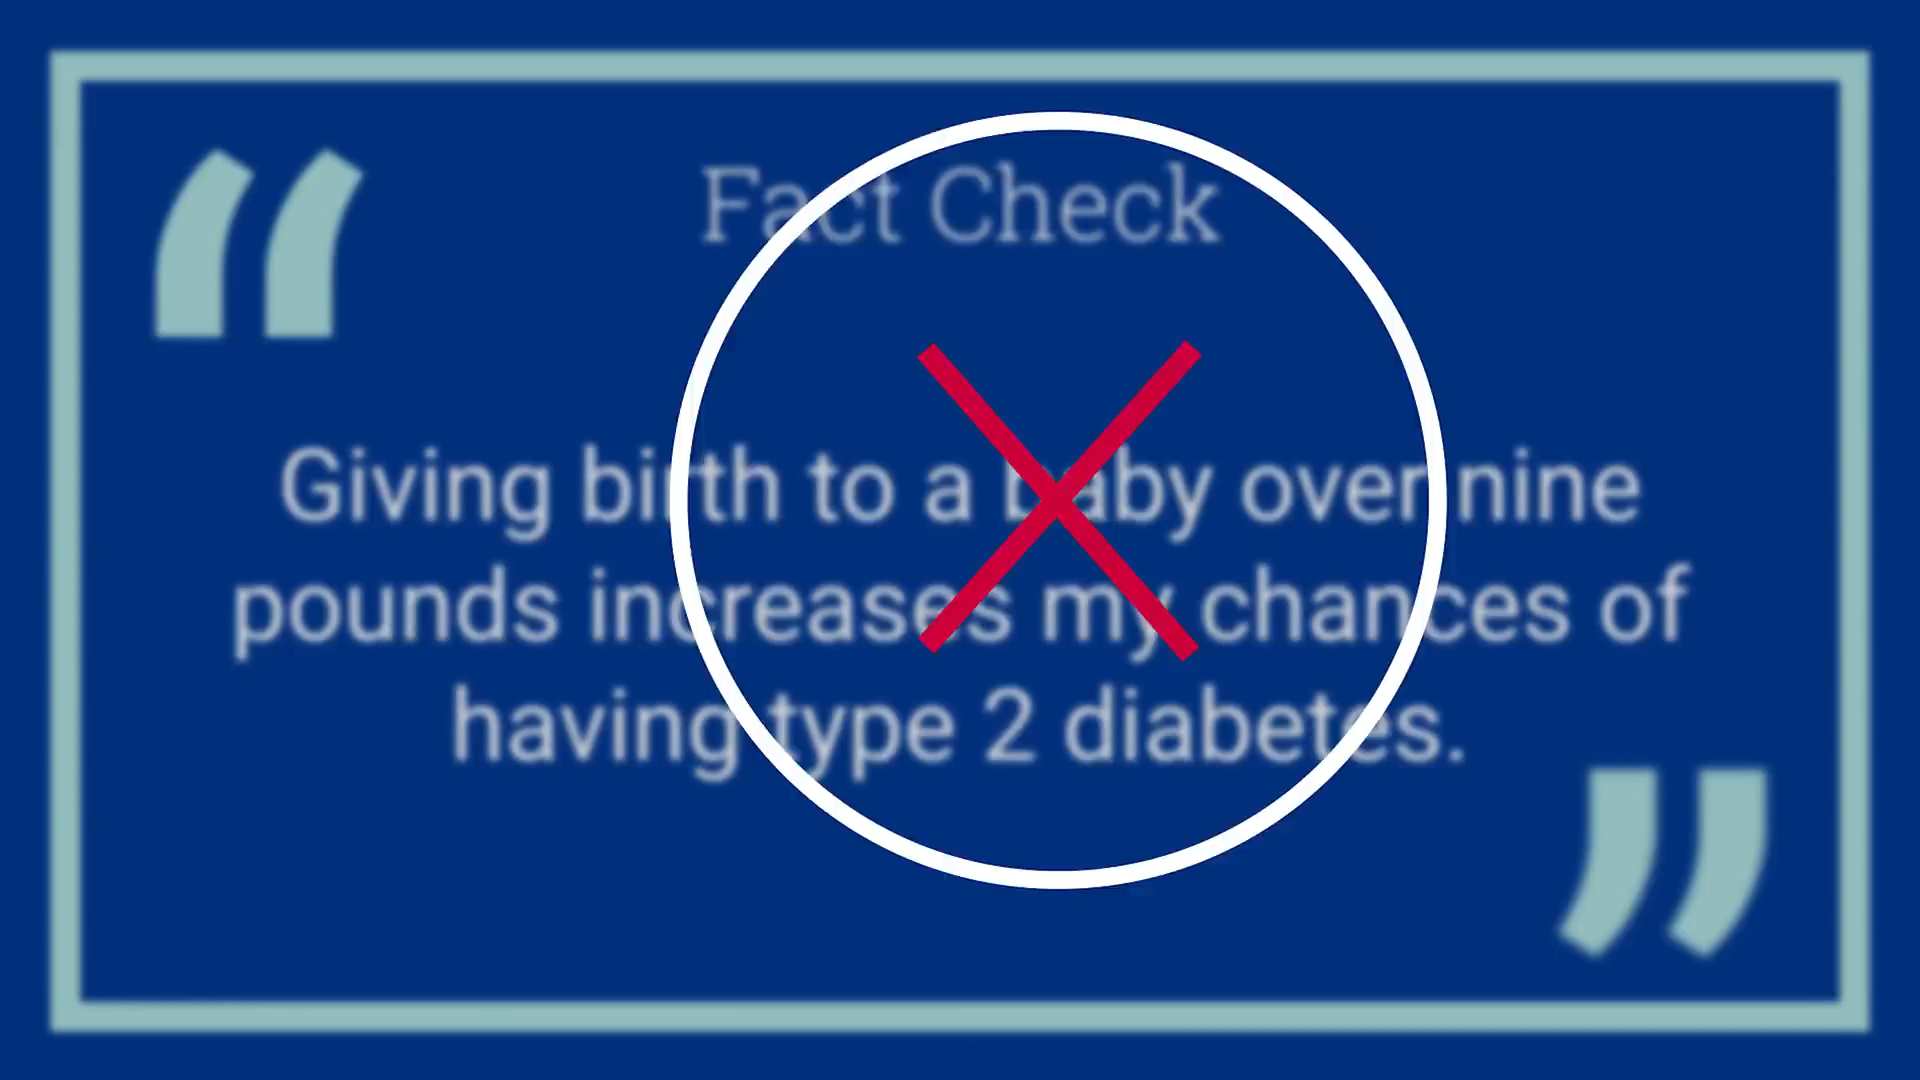 Fact Check
“Giving birth to a baby over nine
pounds increases my chances of
having type 2 diabetes.”